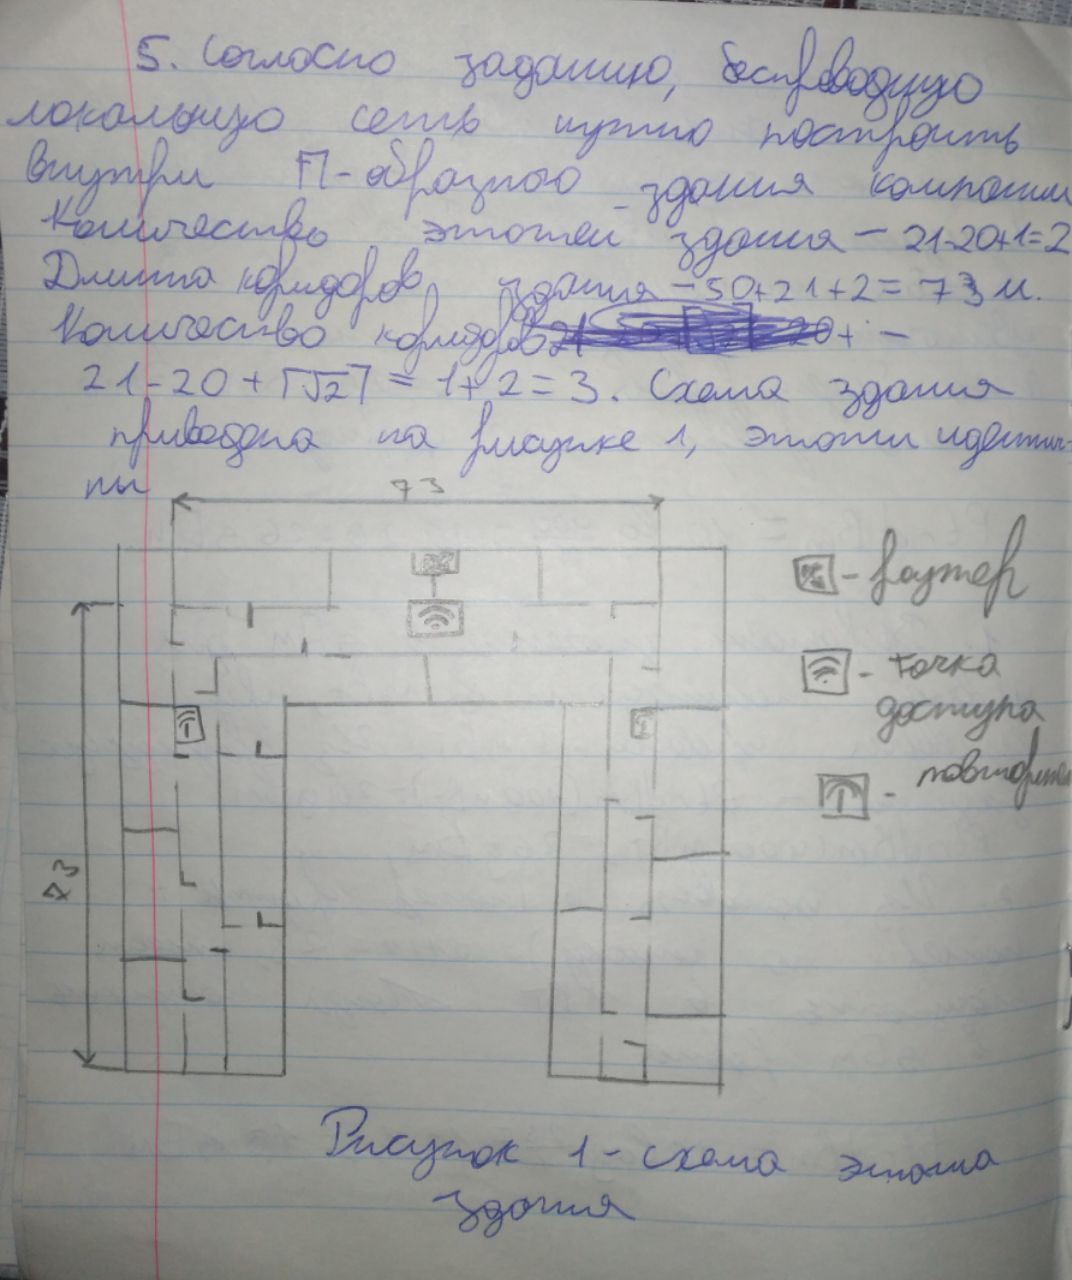 5. Согласно заданию, беспроводную
локальную сеть нужно построить
внутри П-образного здания компании
Количество этажей здания - 21-20+1=2
Длина коридоров здания - 50+21+2 = 73 м.
Количество коридоров -
21-20+⌈√2⌉ = 1+2=3. Схема здания
приведена на рисунке 1, этажи идентич-
ны
73
- роутер
- точка
доступа
- повторитель
73
Рисунок 1 - схема этажа
здания